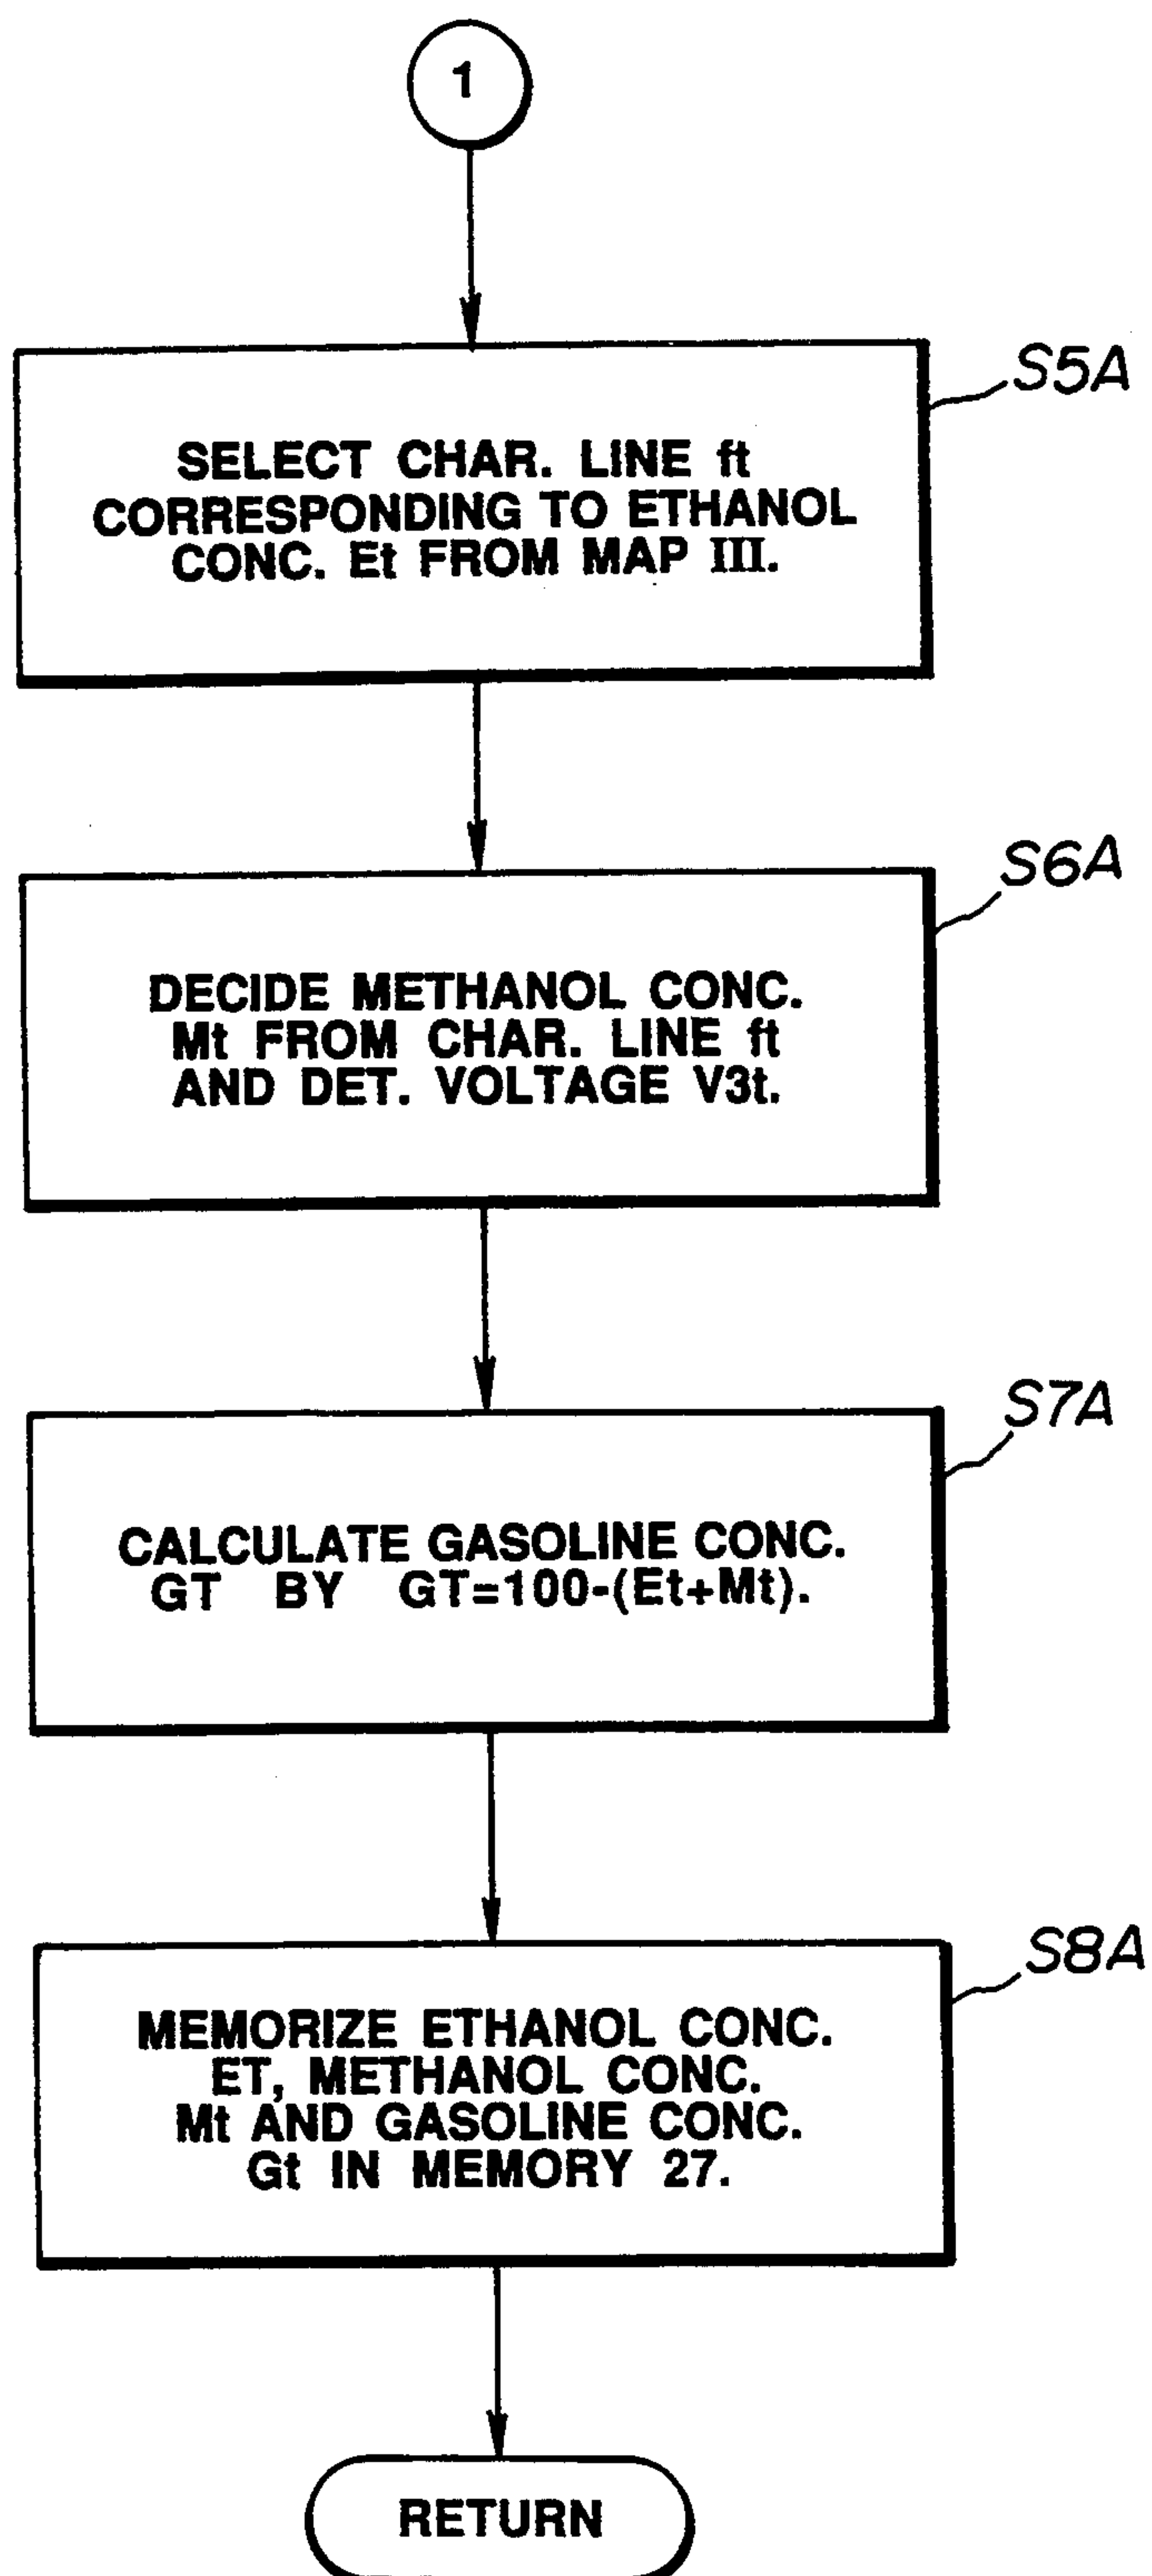 1
S5A
SELECT CHAR. LINE ft
CORRESPONDING TO ETHANOL
CONC. Et FROM MAP III.
S6A
DECIDE METHANOL CONC.
Mt FROM CHAR. LINE ft
AND DET. VOLTAGE V3t.
S7A
CALCULATE GASOLINE CONC.
GT BY GT=100-(Et+Mt).
S8A
MEMORIZE ETHANOL CONC.
ET, METHANOL CONC.
Mt AND GASOLINE CONC.
Gt IN MEMORY 27.
RETURN